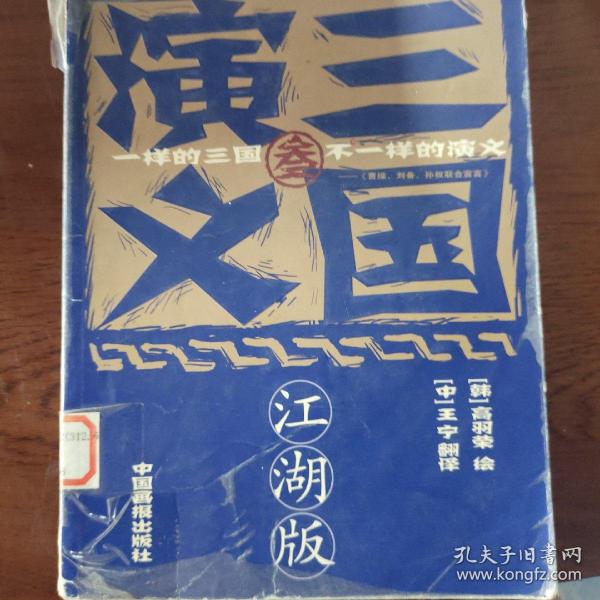 三国
演义
一样的三国 叁 不一样的演文
——《曹操、刘备、孙权联合宣言》
江湖版
[韩]高羽荣 绘
[中]王宁 翻译
中国画报出版社
孔夫子旧书网
www.kongfz.com